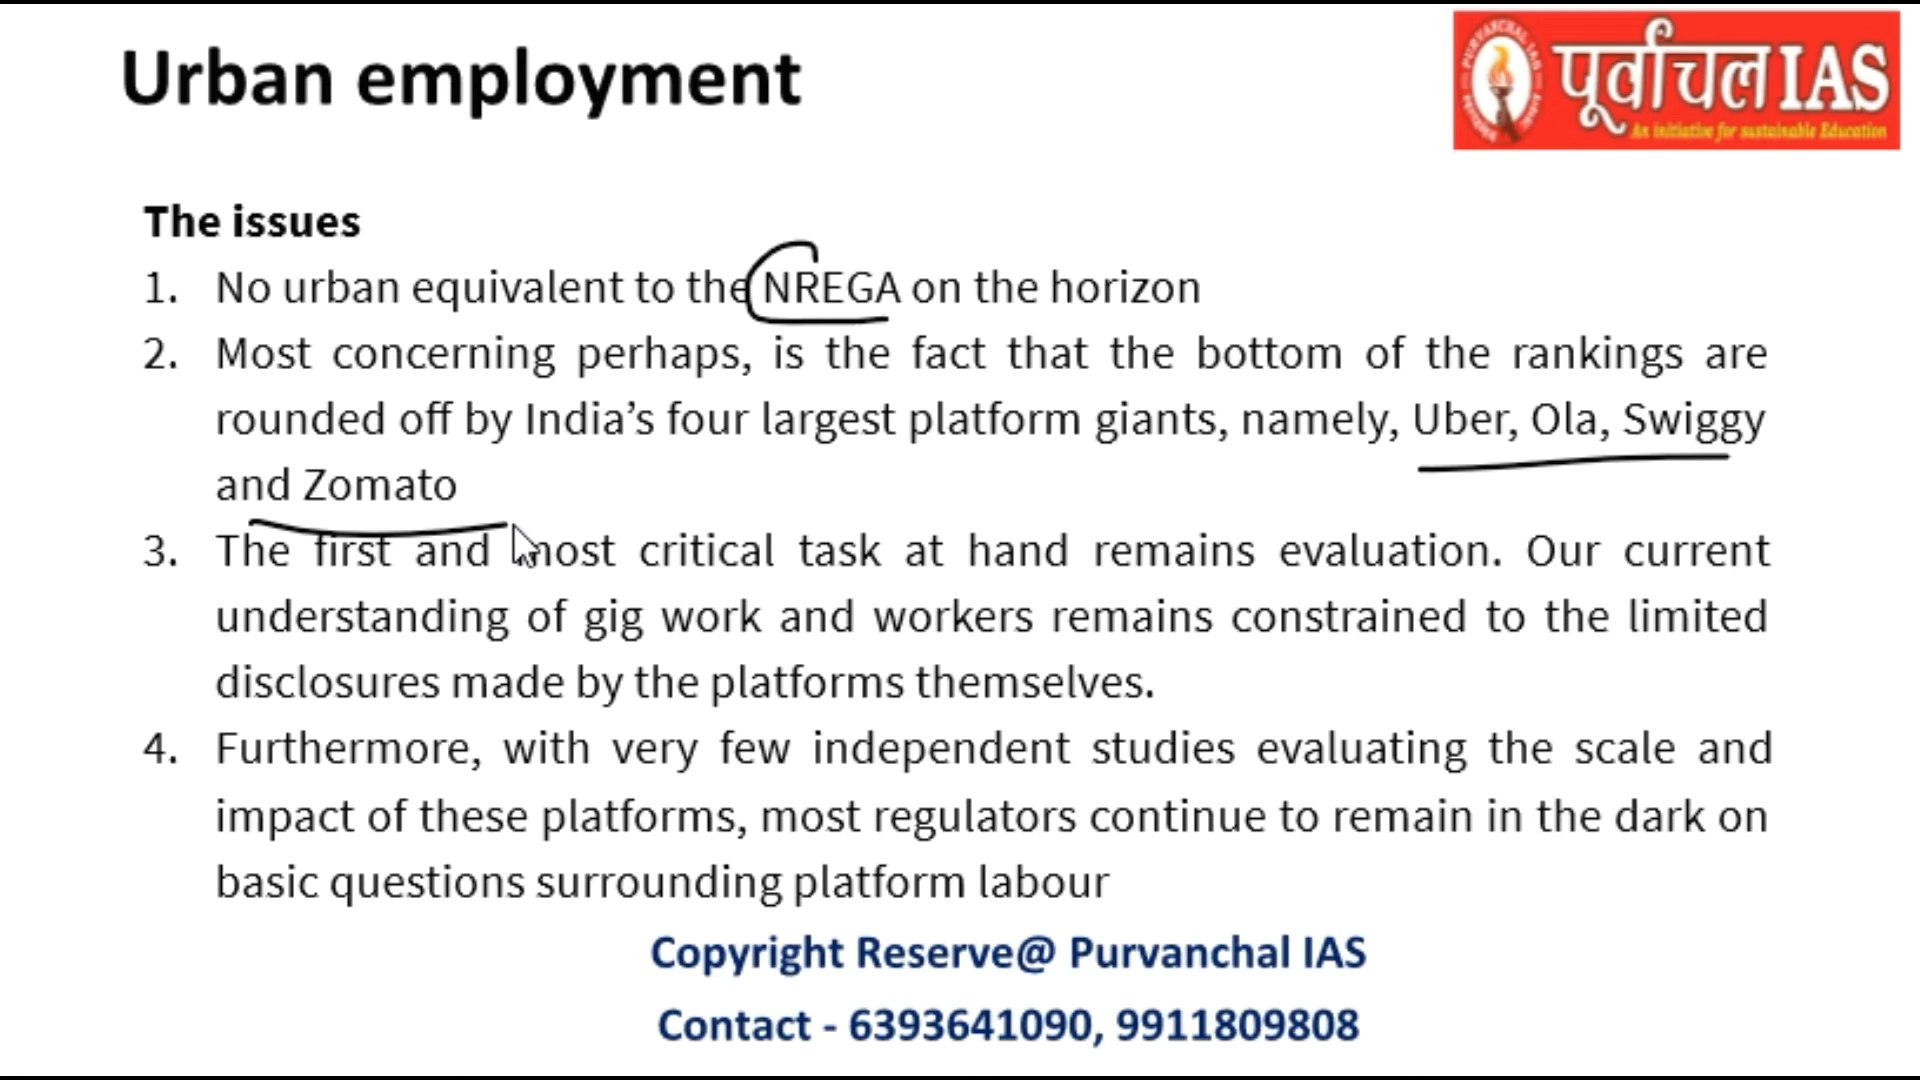 Urban employment
पूर्वांचल IAS
An initiative for sustainable Education
PURVANCHAL IAS
The issues
1. No urban equivalent to the NREGA on the horizon
2. Most concerning perhaps, is the fact that the bottom of the rankings are
rounded off by India’s four largest platform giants, namely, Uber, Ola, Swiggy
and Zomato
3. The first and most critical task at hand remains evaluation. Our current
understanding of gig work and workers remains constrained to the limited
disclosures made by the platforms themselves.
4. Furthermore, with very few independent studies evaluating the scale and
impact of these platforms, most regulators continue to remain in the dark on
basic questions surrounding platform labour
Copyright Reserve@ Purvanchal IAS
Contact - 6393641090, 9911809808